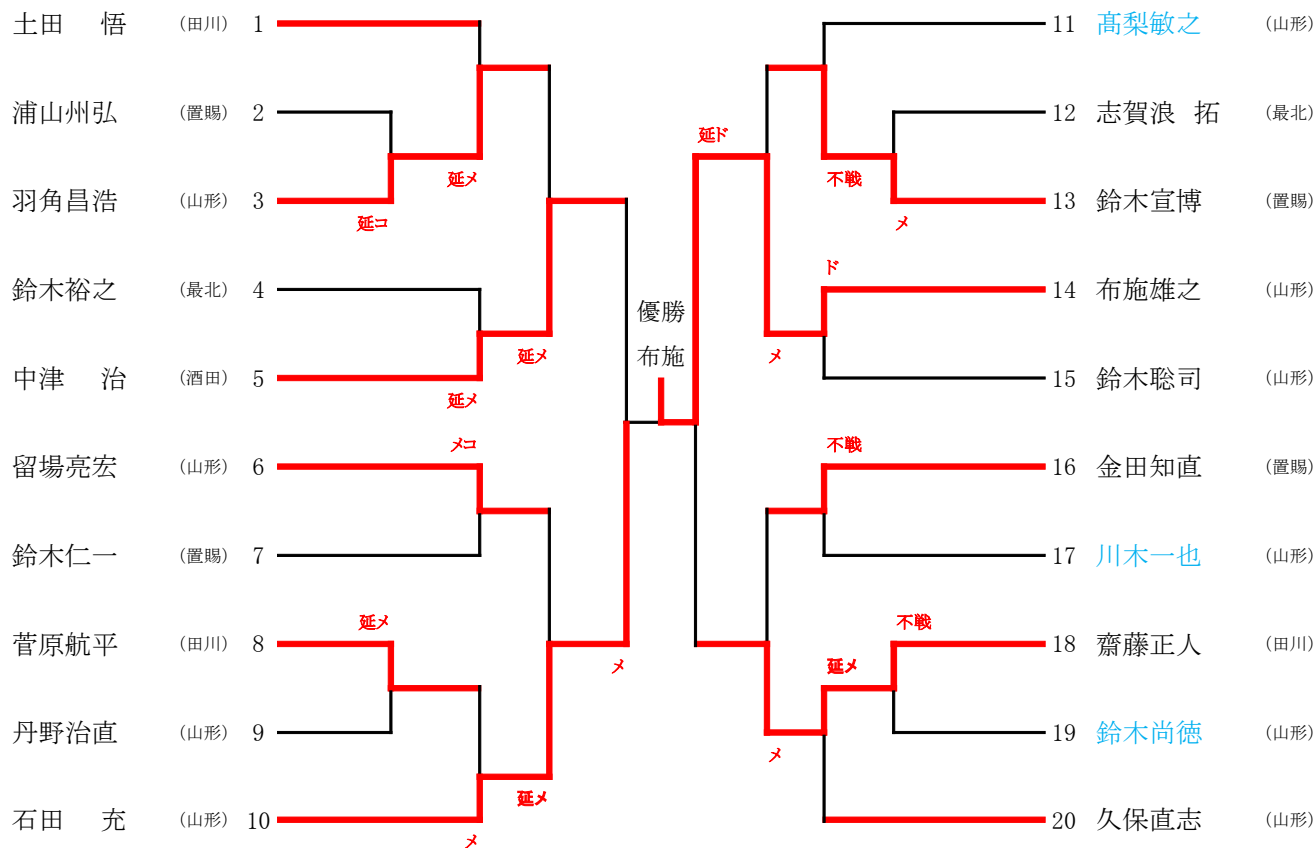 土田 悟 (田川) 1
浦山州弘 (置賜) 2
延メ
羽角昌浩 (山形) 3
延コ
鈴木裕之 (最北) 4
延メ
中津 治 (酒田) 5
延メ
メコ
留場亮宏 (山形) 6
鈴木仁一 (置賜) 7
延メ
菅原航平 (田川) 8
メ
丹野治直 (山形) 9
延メ
石田 充 (山形) 10
メ
優勝
布施
11 髙梨敏之 (山形)
12 志賀浪 拓 (最北)
延ド
不戦
13 鈴木宣博 (置賜)
メ
ド
14 布施雄之 (山形)
メ
15 鈴木聡司 (山形)
不戦
16 金田知直 (置賜)
17 川木一也 (山形)
不戦
18 齋藤正人 (田川)
延メ
19 鈴木尚徳 (山形)
メ
20 久保直志 (山形)